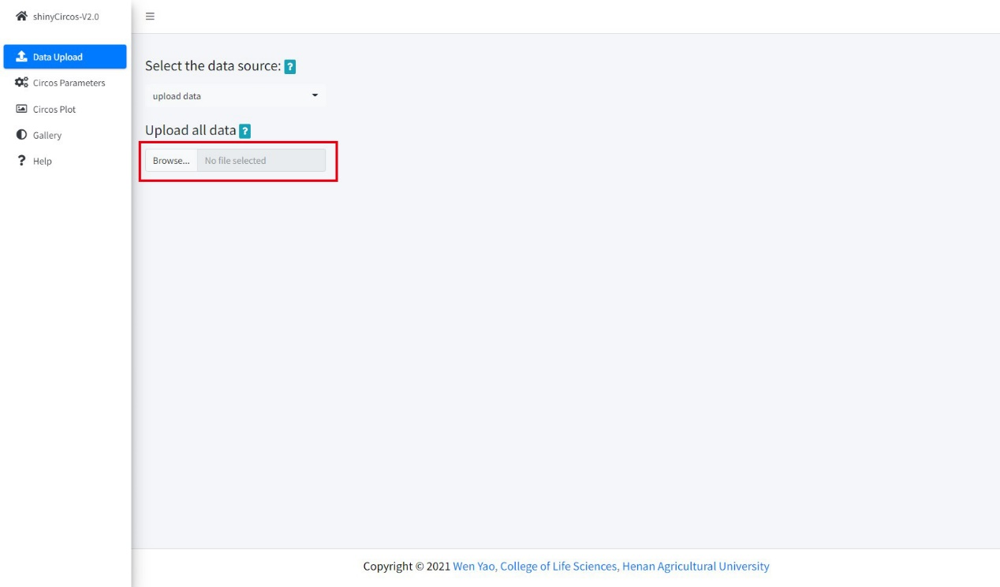 shinyCircos-V2.0
Data Upload
Circos Parameters
Circos Plot
Gallery
? Help
Select the data source: ?
upload data
Upload all data ?
Browse... No file selected
Copyright © 2021 Wen Yao, College of Life Sciences, Henan Agricultural University